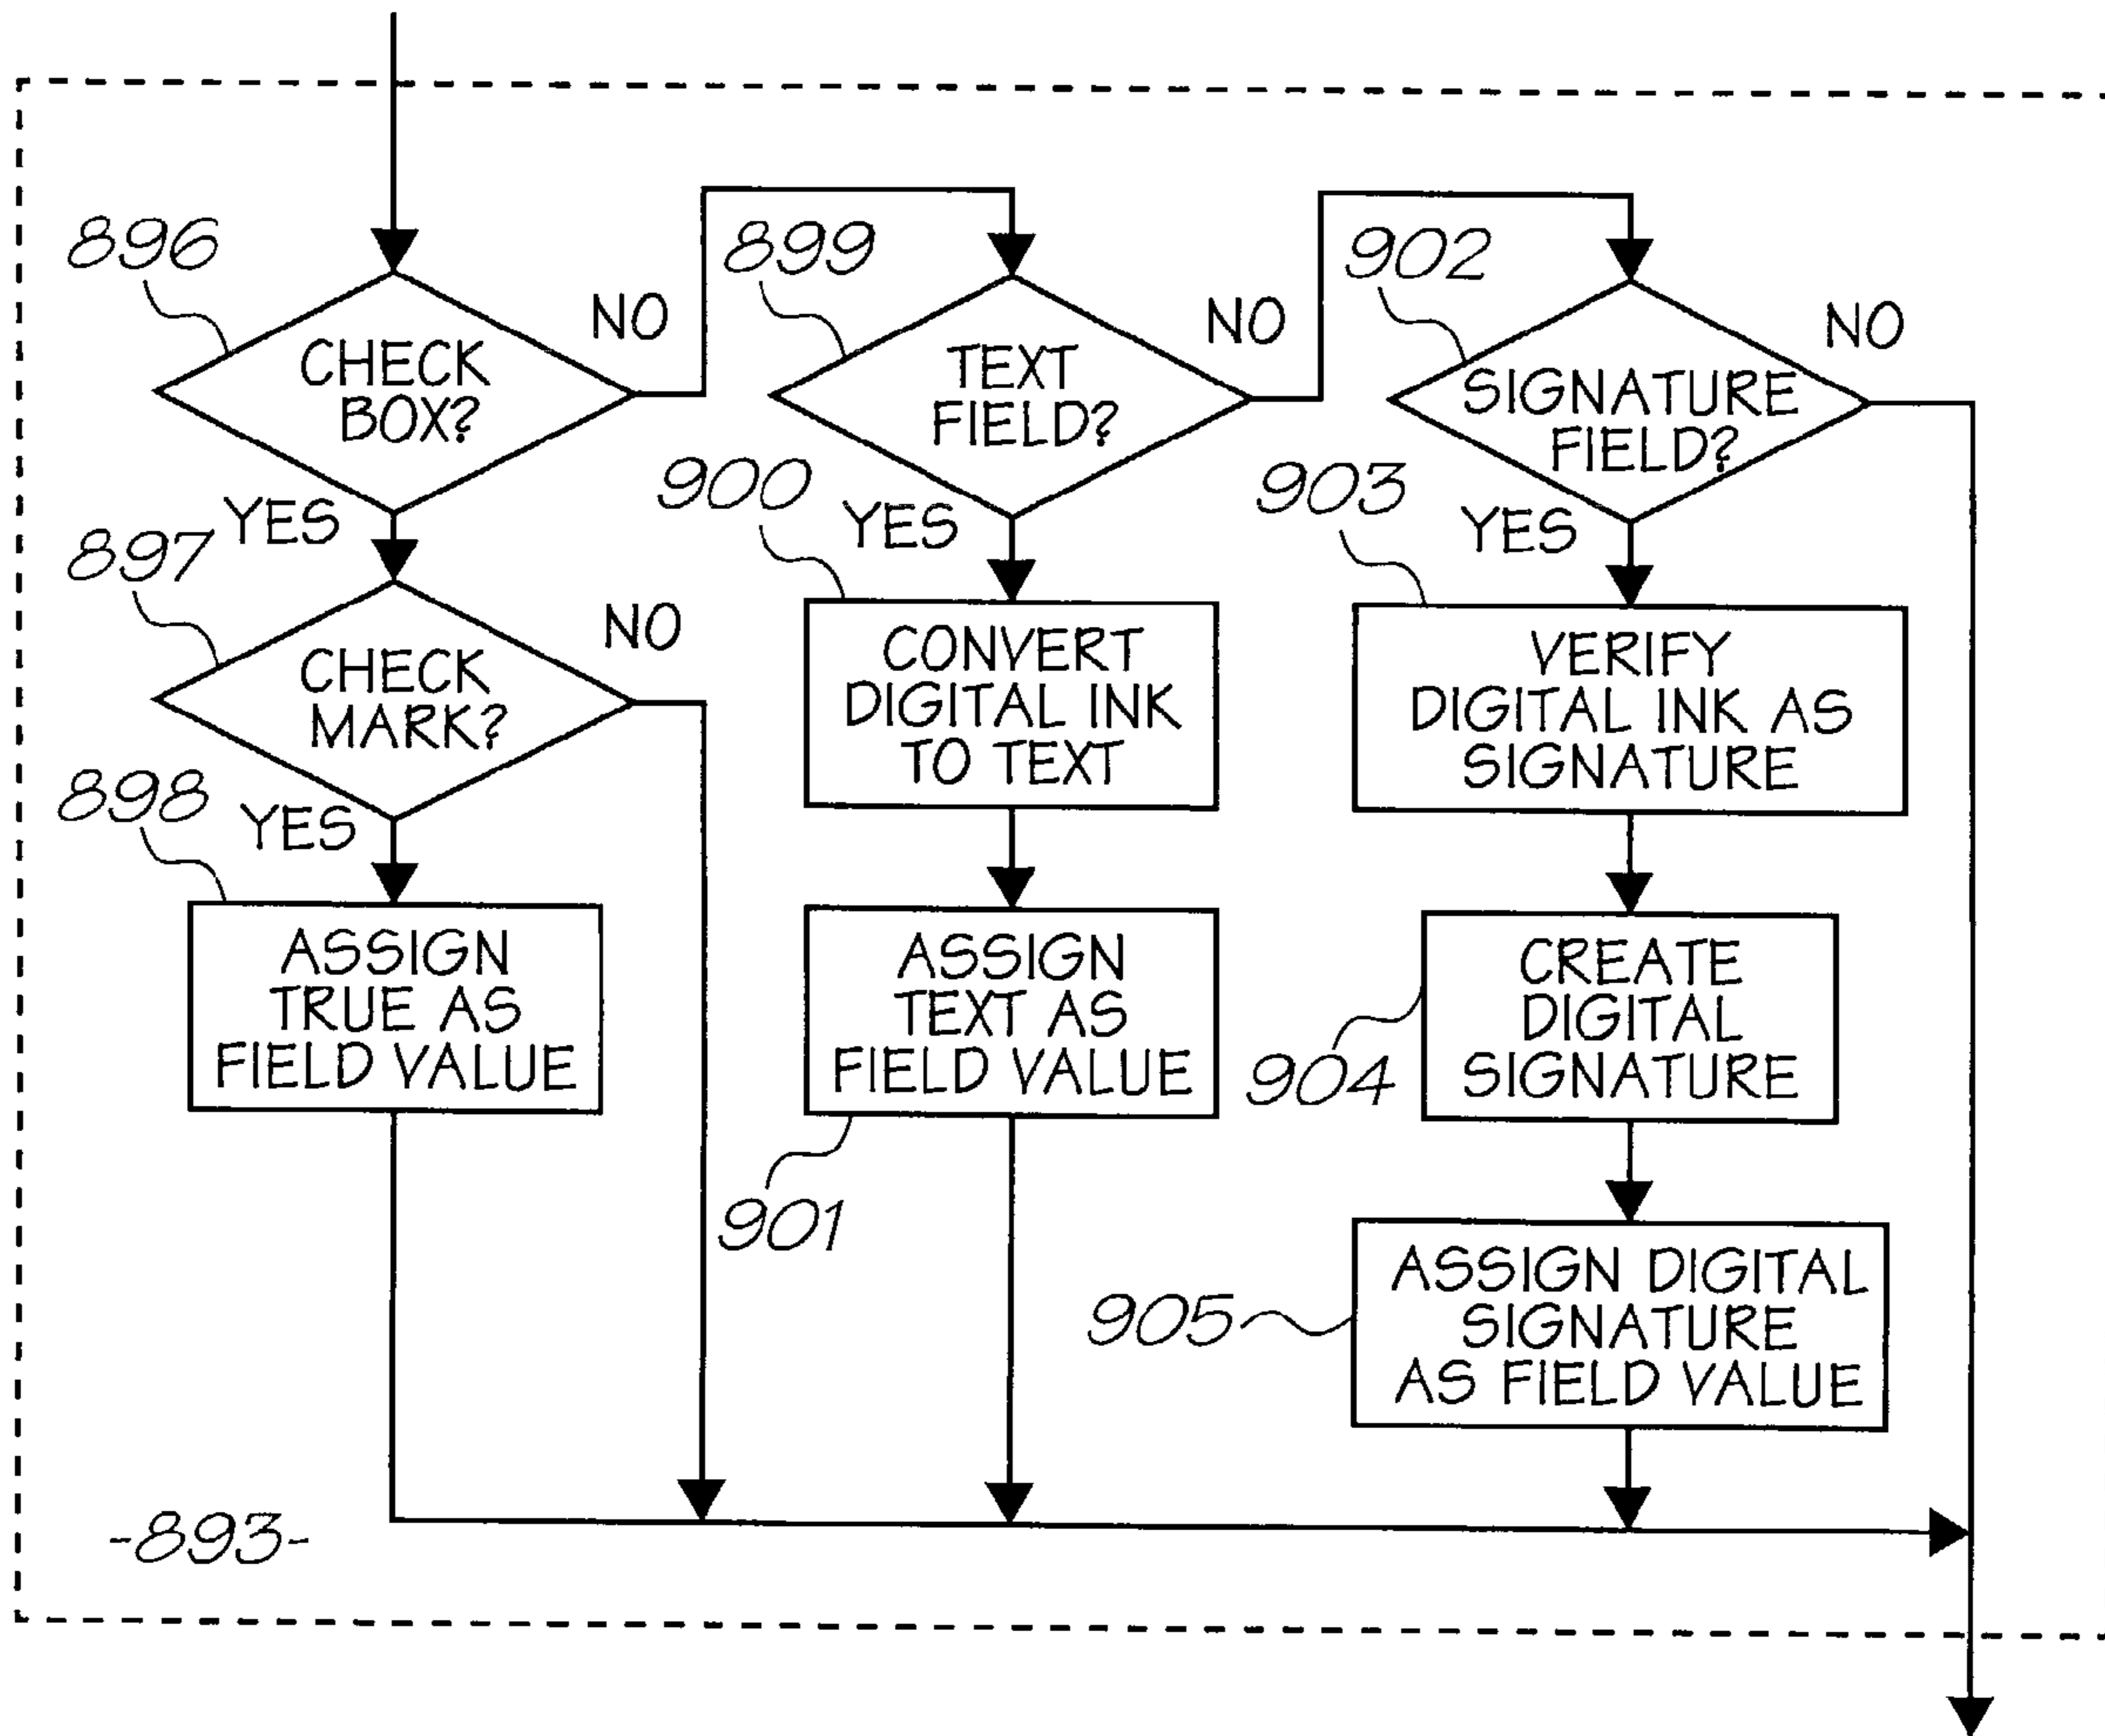 896
CHECK
BOX?
NO
YES
897
CHECK
MARK?
NO
YES
898
ASSIGN
TRUE AS
FIELD VALUE
899
TEXT
FIELD?
NO
YES
900
CONVERT
DIGITAL INK
TO TEXT
ASSIGN
TEXT AS
FIELD VALUE
901
902
SIGNATURE
FIELD?
NO
YES
903
VERIFY
DIGITAL INK AS
SIGNATURE
CREATE
DIGITAL
SIGNATURE
904
ASSIGN DIGITAL
SIGNATURE
AS FIELD VALUE
905
-893-